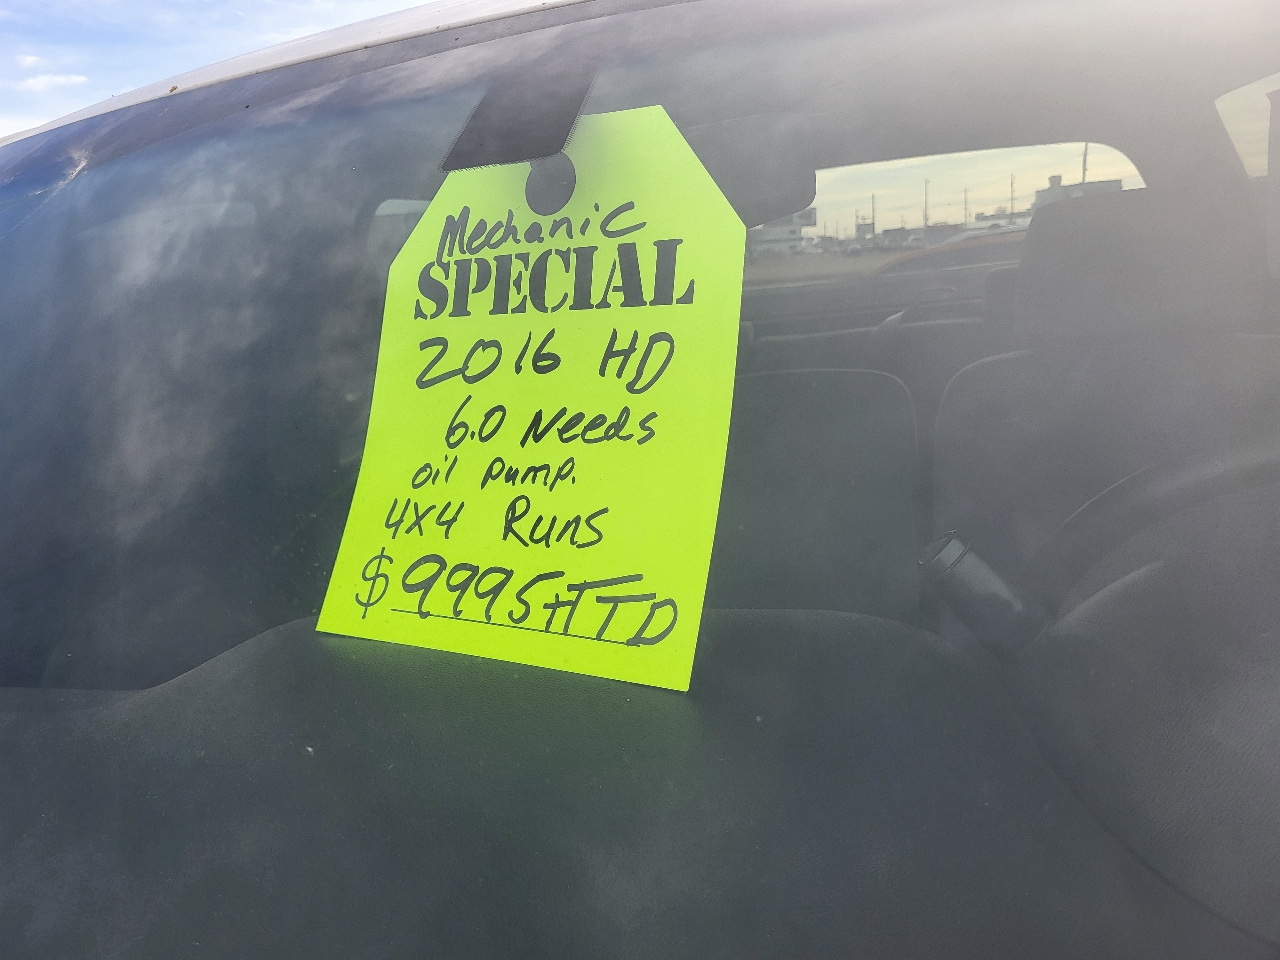 Mechanic
SPECIAL
2016 HD
6.0 Needs
oil pump.
4x4 Runs
$9995+TTD